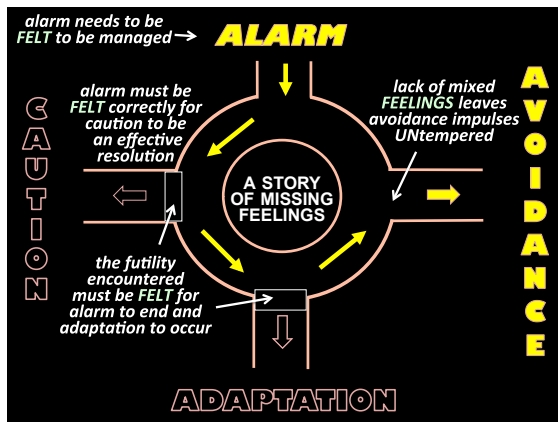 alarm needs to be
FELT to be managed
ALARM
alarm must be
FELT correctly for
caution to be
an effective
resolution
lack of mixed
FEELINGS leaves
avoidance impulses
UNtempered
CAUTION
A STORY
OF MISSING
FEELINGS
AVOIDANCE
the futility
encountered
must be FELT for
alarm to end and
adaptation to occur
ADAPTATION